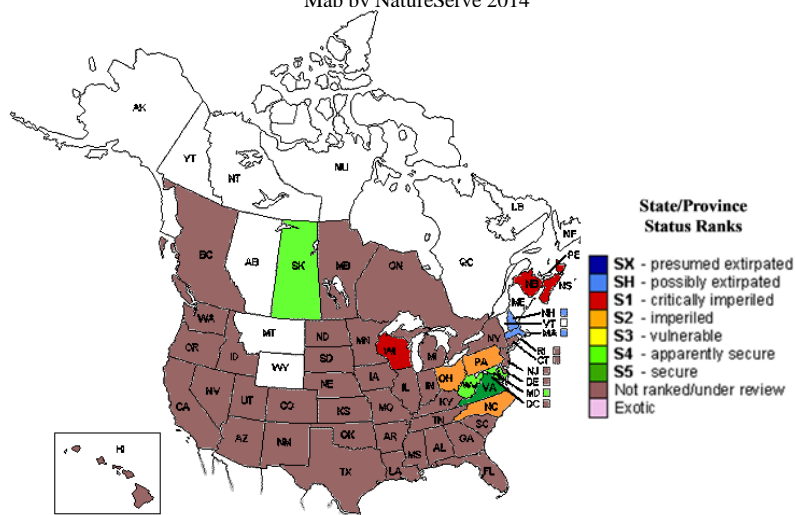 Map by NatureServe 2014
AK
YT
NT
NU
LB
NF
PE
BC
AB
SK
MB
ON
QC
NB
NS
ME
NH
VT
MA
WA
MT
ND
MN
WI
MI
NY
RI
CT
OR
ID
WY
SD
IA
PA
NJ
DE
MD
DC
NV
UT
CO
NE
IL
IN
OH
WV
VA
CA
KS
MO
KY
NC
TN
AZ
NM
OK
AR
SC
MS
AL
GA
TX
LA
FL
HI
State/Province
Status Ranks
SX - presumed extirpated
SH - possibly extirpated
S1 - critically imperiled
S2 - imperiled
S3 - vulnerable
S4 - apparently secure
S5 - secure
Not ranked/under review
Exotic